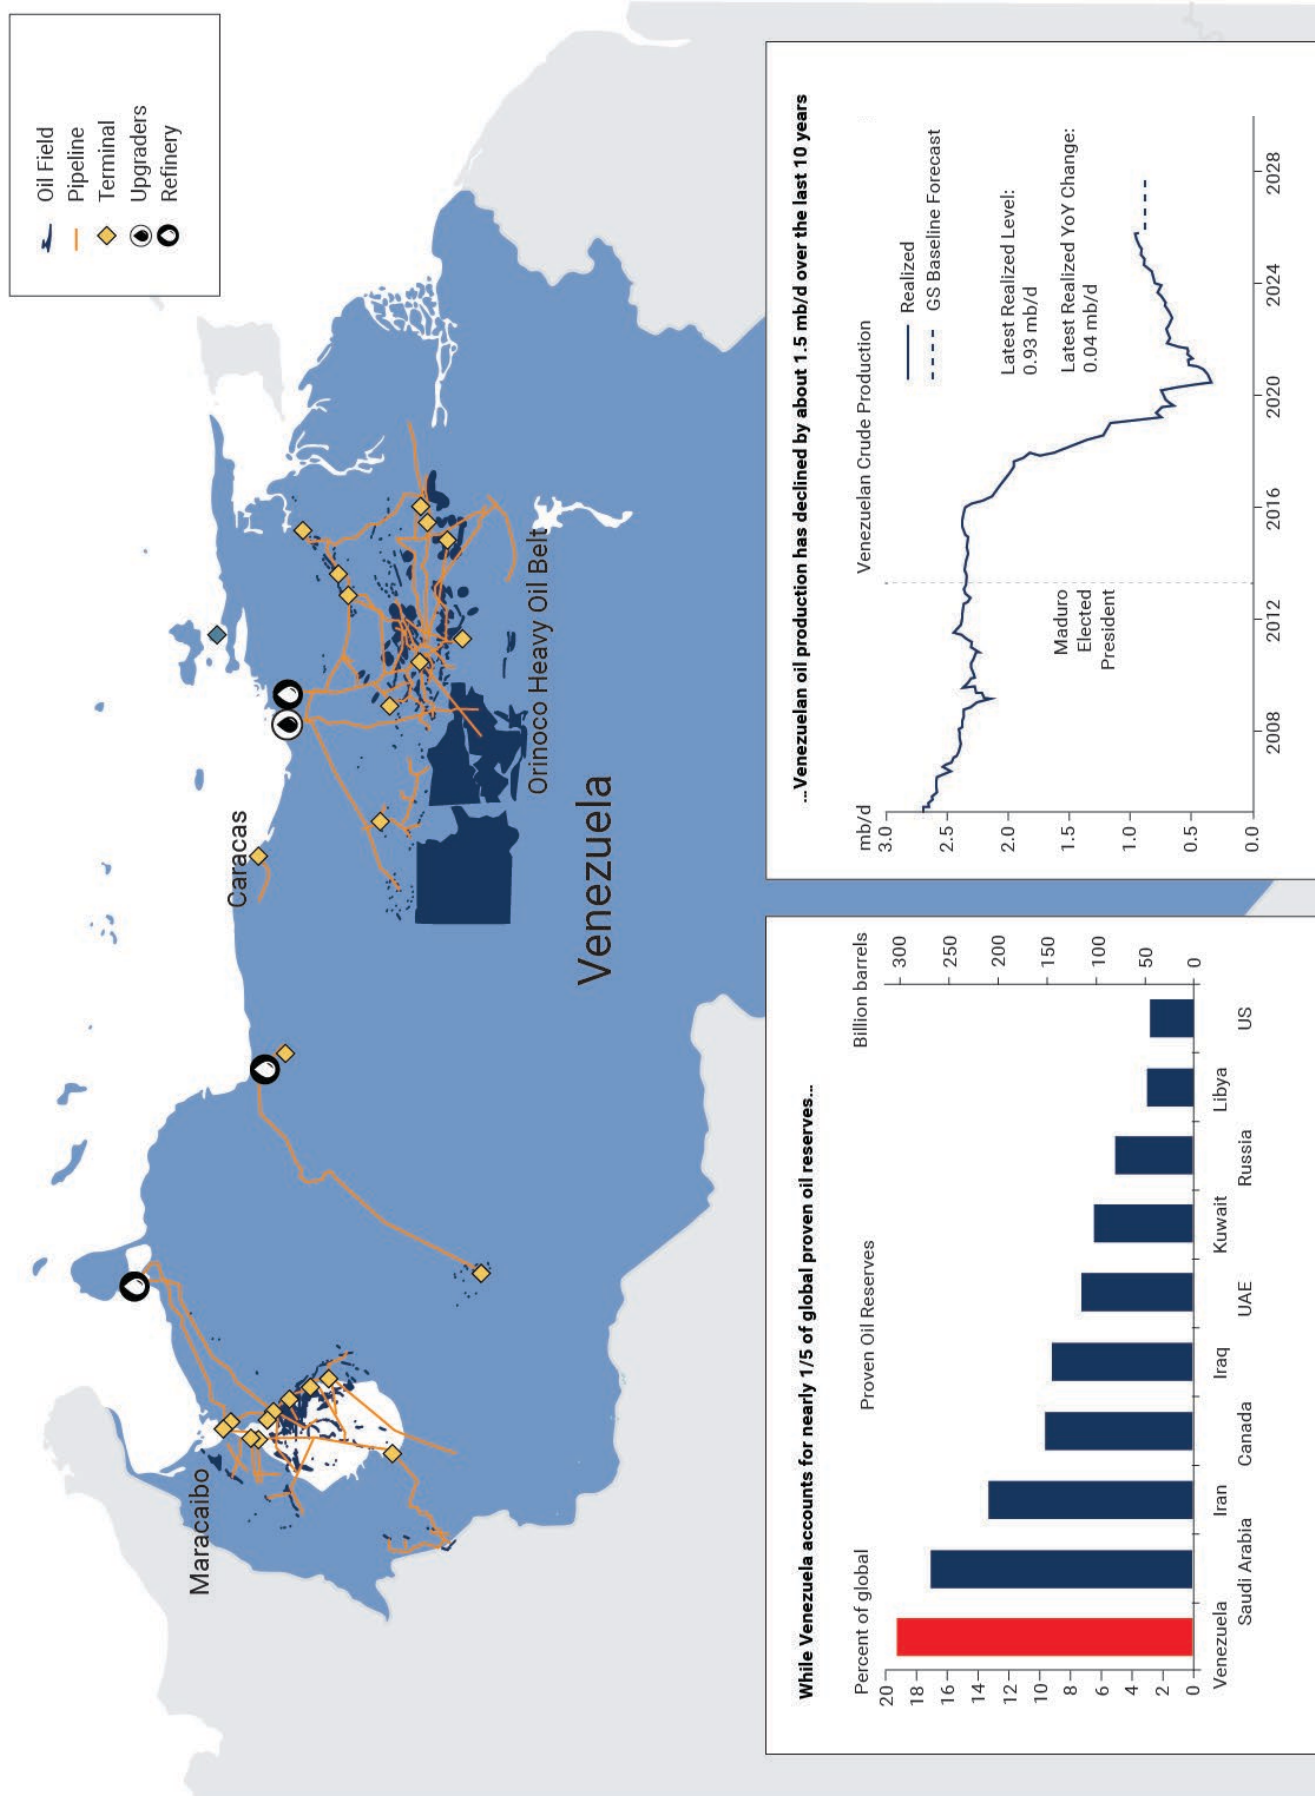 Oil Field
Pipeline
Terminal
Upgraders
Refinery
Maracaibo
Caracas
Orinoco Heavy Oil Belt
Venezuela
While Venezuela accounts for nearly 1/5 of global proven oil reserves...
Percent of global
Proven Oil Reserves
Billion barrels
20
18
16
14
12
10
8
6
4
2
0
300
250
200
150
100
50
0
Venezuela
Saudi Arabia
Iran
Canada
Iraq
UAE
Kuwait
Russia
Libya
US
...Venezuelan oil production has declined by about 1.5 mb/d over the last 10 years
mb/d
Venezuelan Crude Production
3.0
2.5
2.0
1.5
1.0
0.5
0.0
Realized
GS Baseline Forecast
Latest Realized Level:
0.93 mb/d
Latest Realized YoY Change:
0.04 mb/d
Maduro
Elected
President
2008
2012
2016
2020
2024
2028